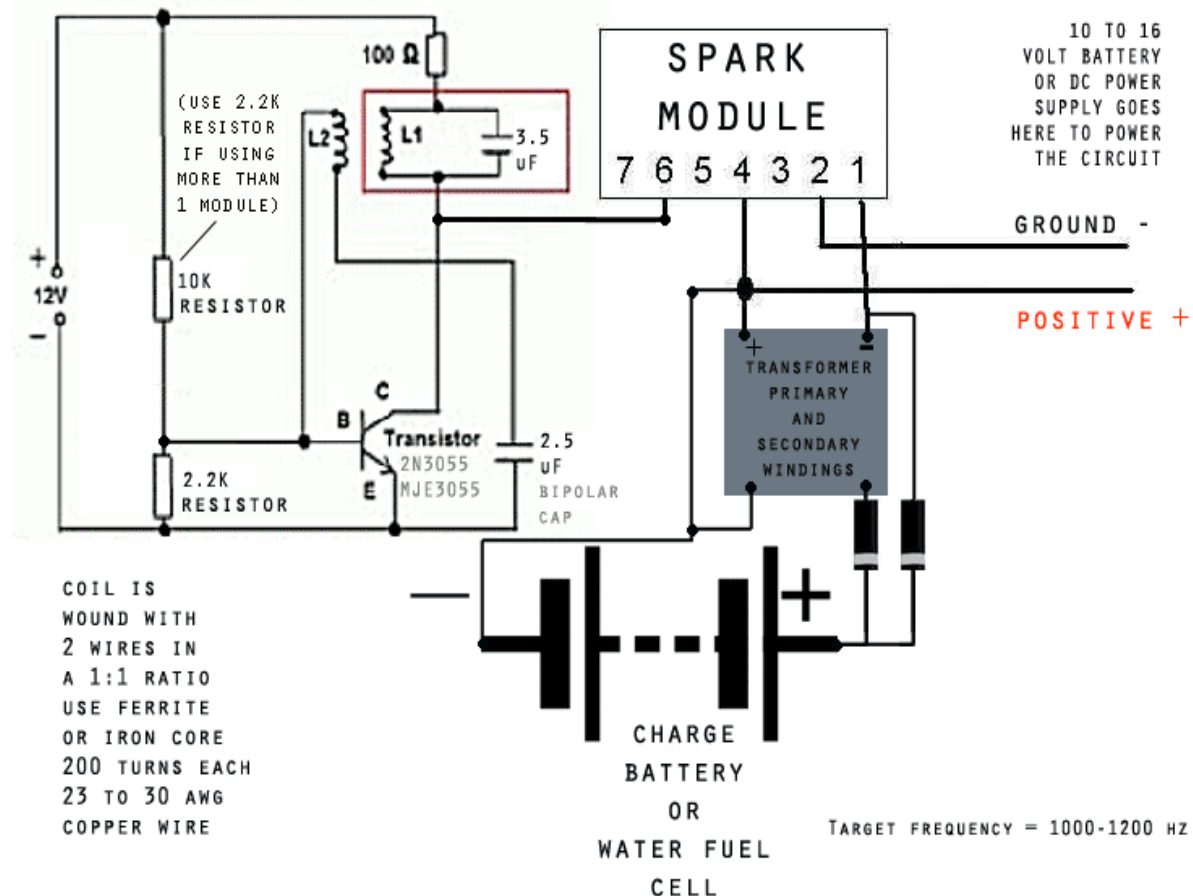 100 Ω
(USE 2.2K
RESISTOR
IF USING
MORE THAN
1 MODULE)
L2
L1
3.5
UF
+
12V
−
10K
RESISTOR
2.2K
RESISTOR
C
B
E
Transistor
2N3055
MJE3055
2.5
UF
BIPOLAR
CAP
SPARK
MODULE
7 6 5 4 3 2 1
10 TO 16
VOLT BATTERY
OR DC POWER
SUPPLY GOES
HERE TO POWER
THE CIRCUIT
GROUND -
POSITIVE +
+ −
TRANSFORMER
PRIMARY
AND
SECONDARY
WINDINGS
COIL IS
WOUND WITH
2 WIRES IN
A 1:1 RATIO
USE FERRITE
OR IRON CORE
200 TURNS EACH
23 TO 30 AWG
COPPER WIRE
− +
CHARGE
BATTERY
OR
WATER FUEL
CELL
TARGET FREQUENCY = 1000-1200 HZ